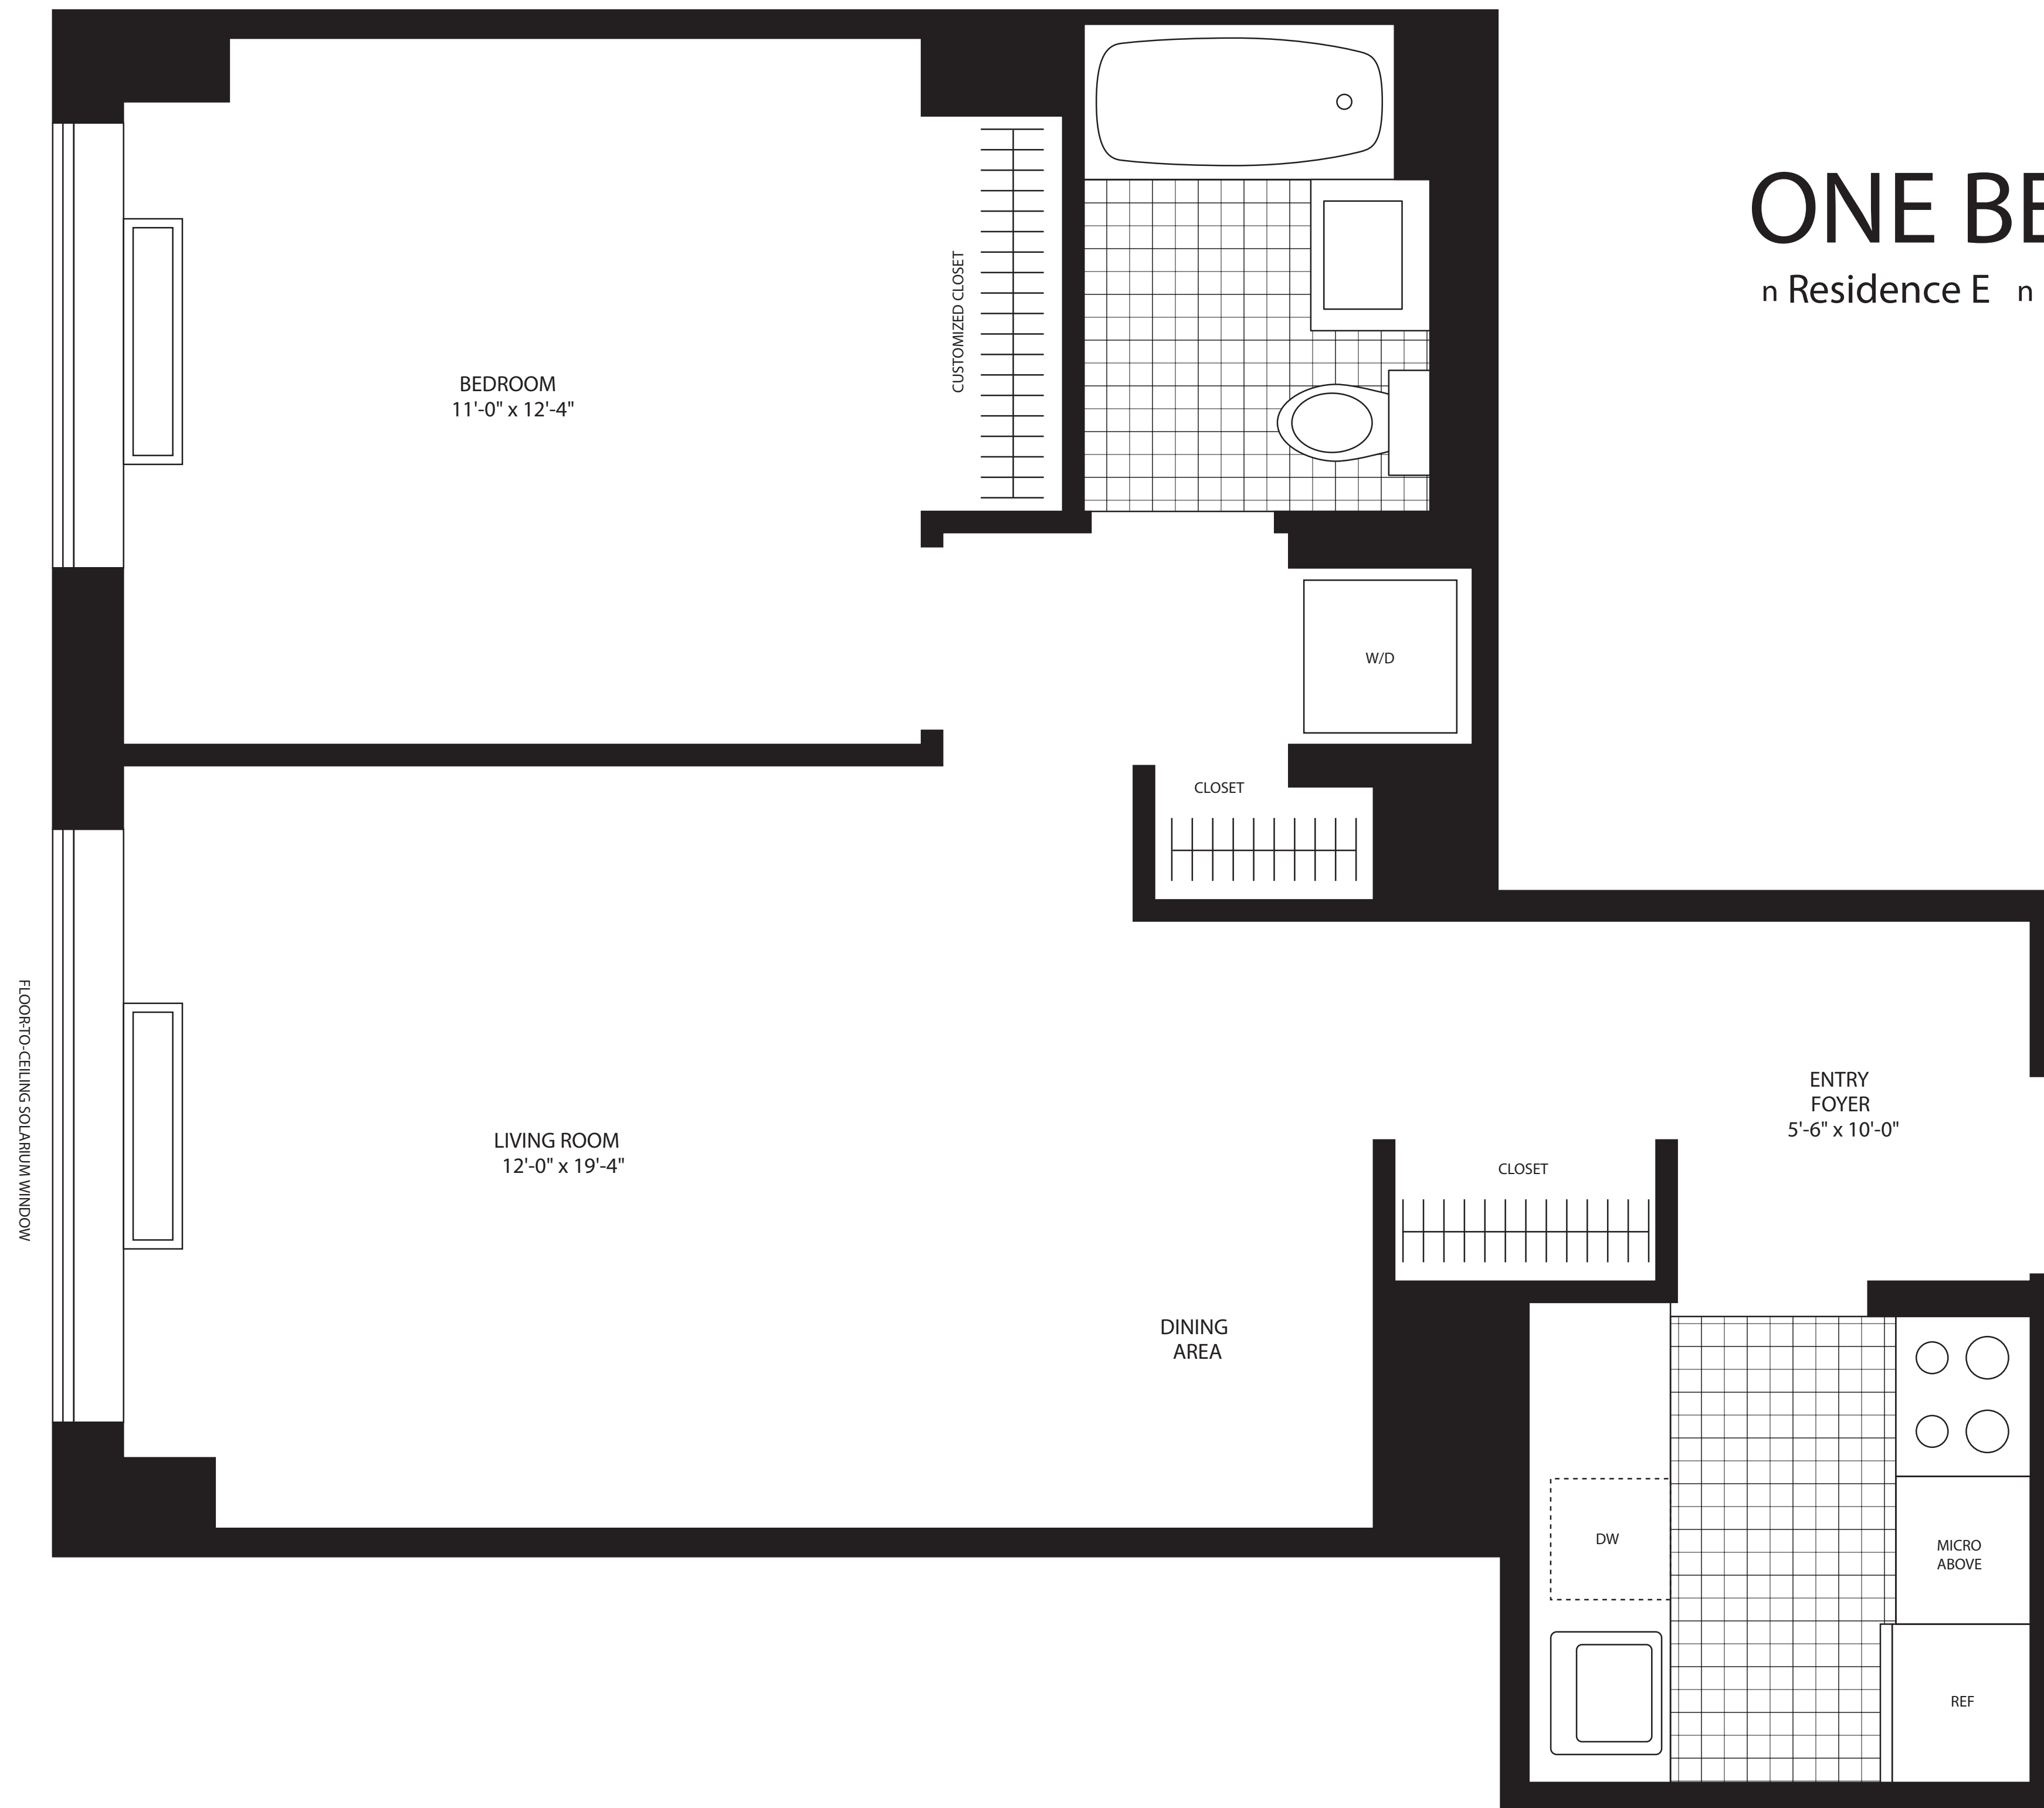 ONE BE
n Residence E n
CUSTOMIZED CLOSET
BEDROOM
11'-0" x 12'-4"
W/D
CLOSET
FLOOR-TO-CEILING SOLARIUM WINDOW
ENTRY
FOYER
5'-6" x 10'-0"
LIVING ROOM
12'-0" x 19'-4"
CLOSET
DINING
AREA
DW
MICRO
ABOVE
REF